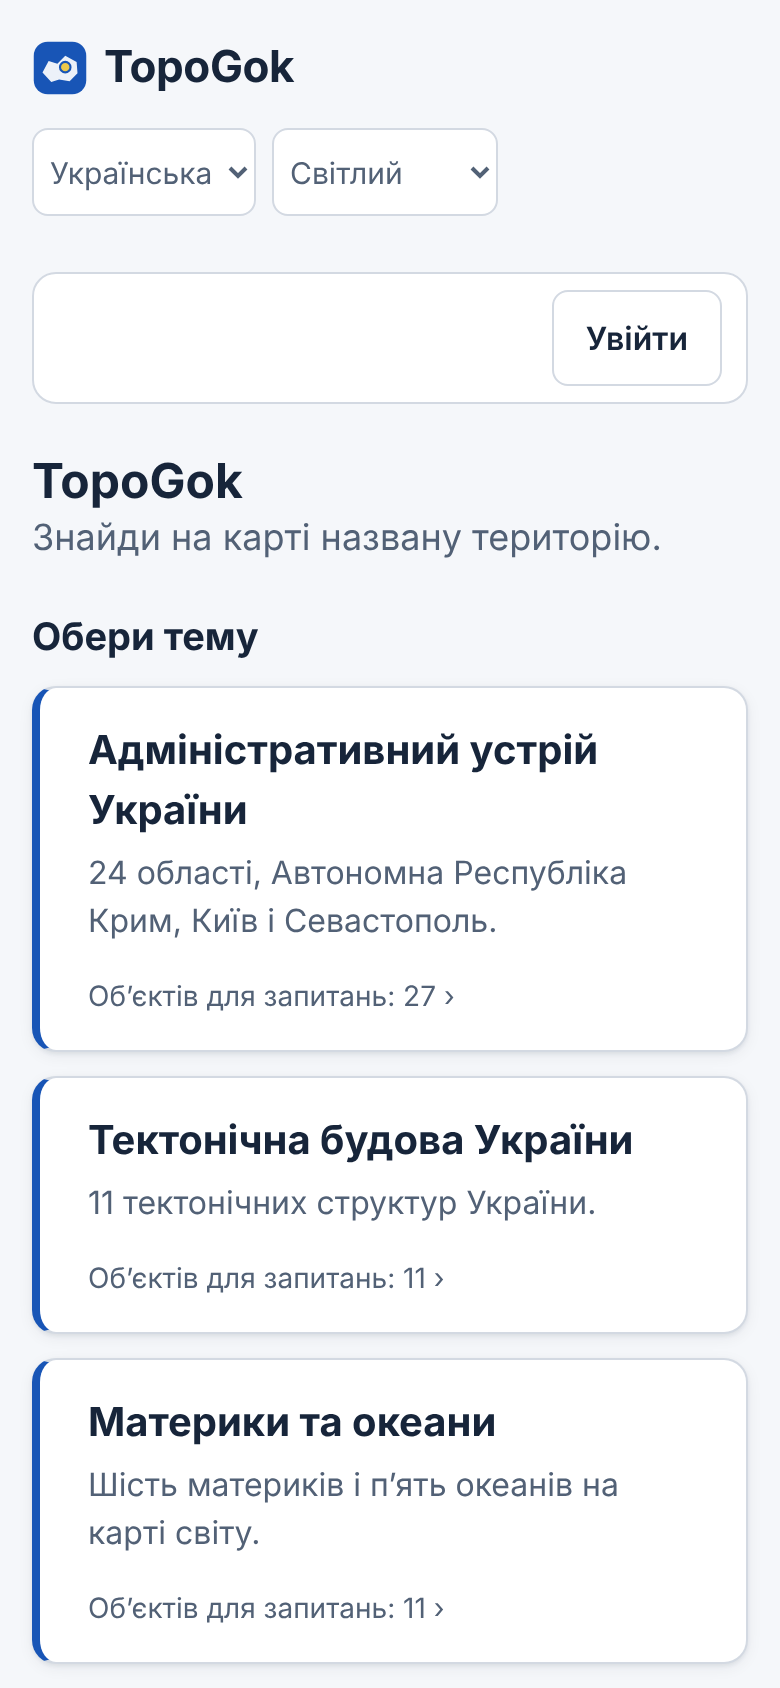 TopoGok
Українська
Світлий
Увійти
TopoGok
Знайди на карті названу територію.
Обери тему
Адміністративний устрій
України
24 області, Автономна Республіка
Крим, Київ і Севастополь.
Об’єктів для запитань: 27 ›
Тектонічна будова України
11 тектонічних структур України.
Об’єктів для запитань: 11 ›
Материки та океани
Шість материків і п’ять океанів на
карті світу.
Об’єктів для запитань: 11 ›